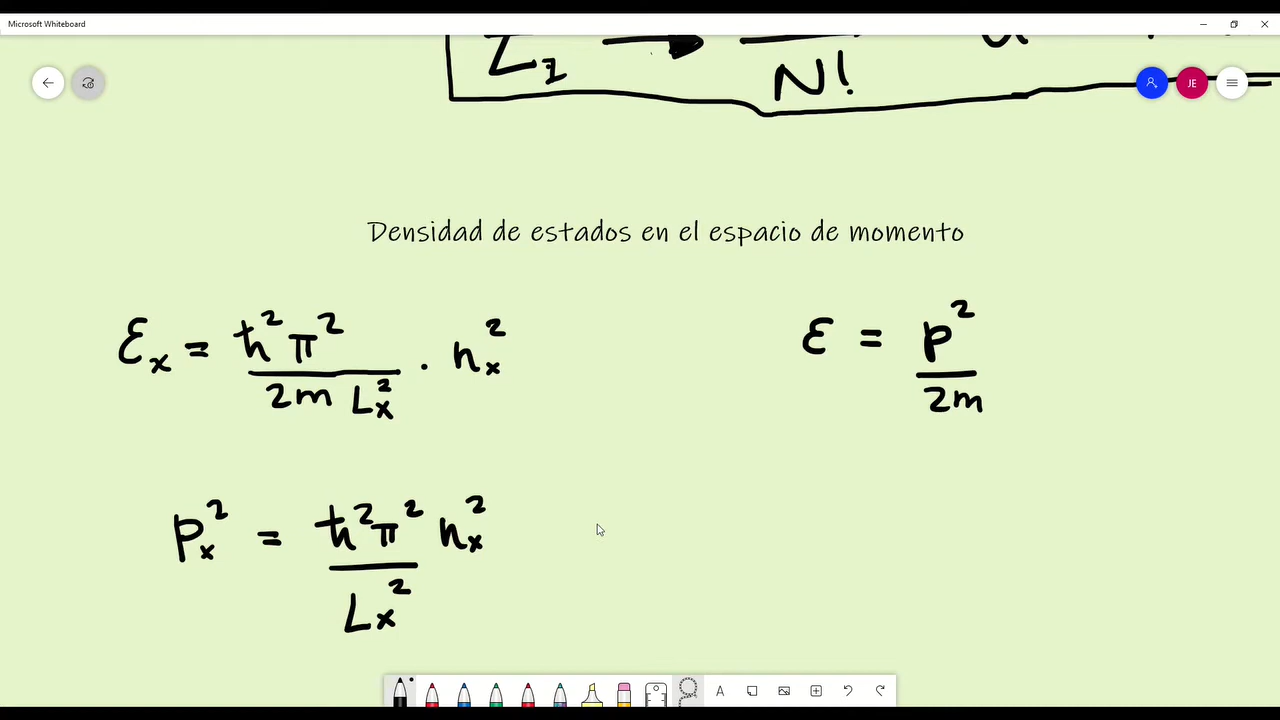 Microsoft Whiteboard
Z₁ → N!
JE
Densidad de estados en el espacio de momento
εₓ = ħ²π² / 2m Lₓ² · nₓ²
ε = p² / 2m
pₓ² = ħ²π² / Lₓ² nₓ²
A